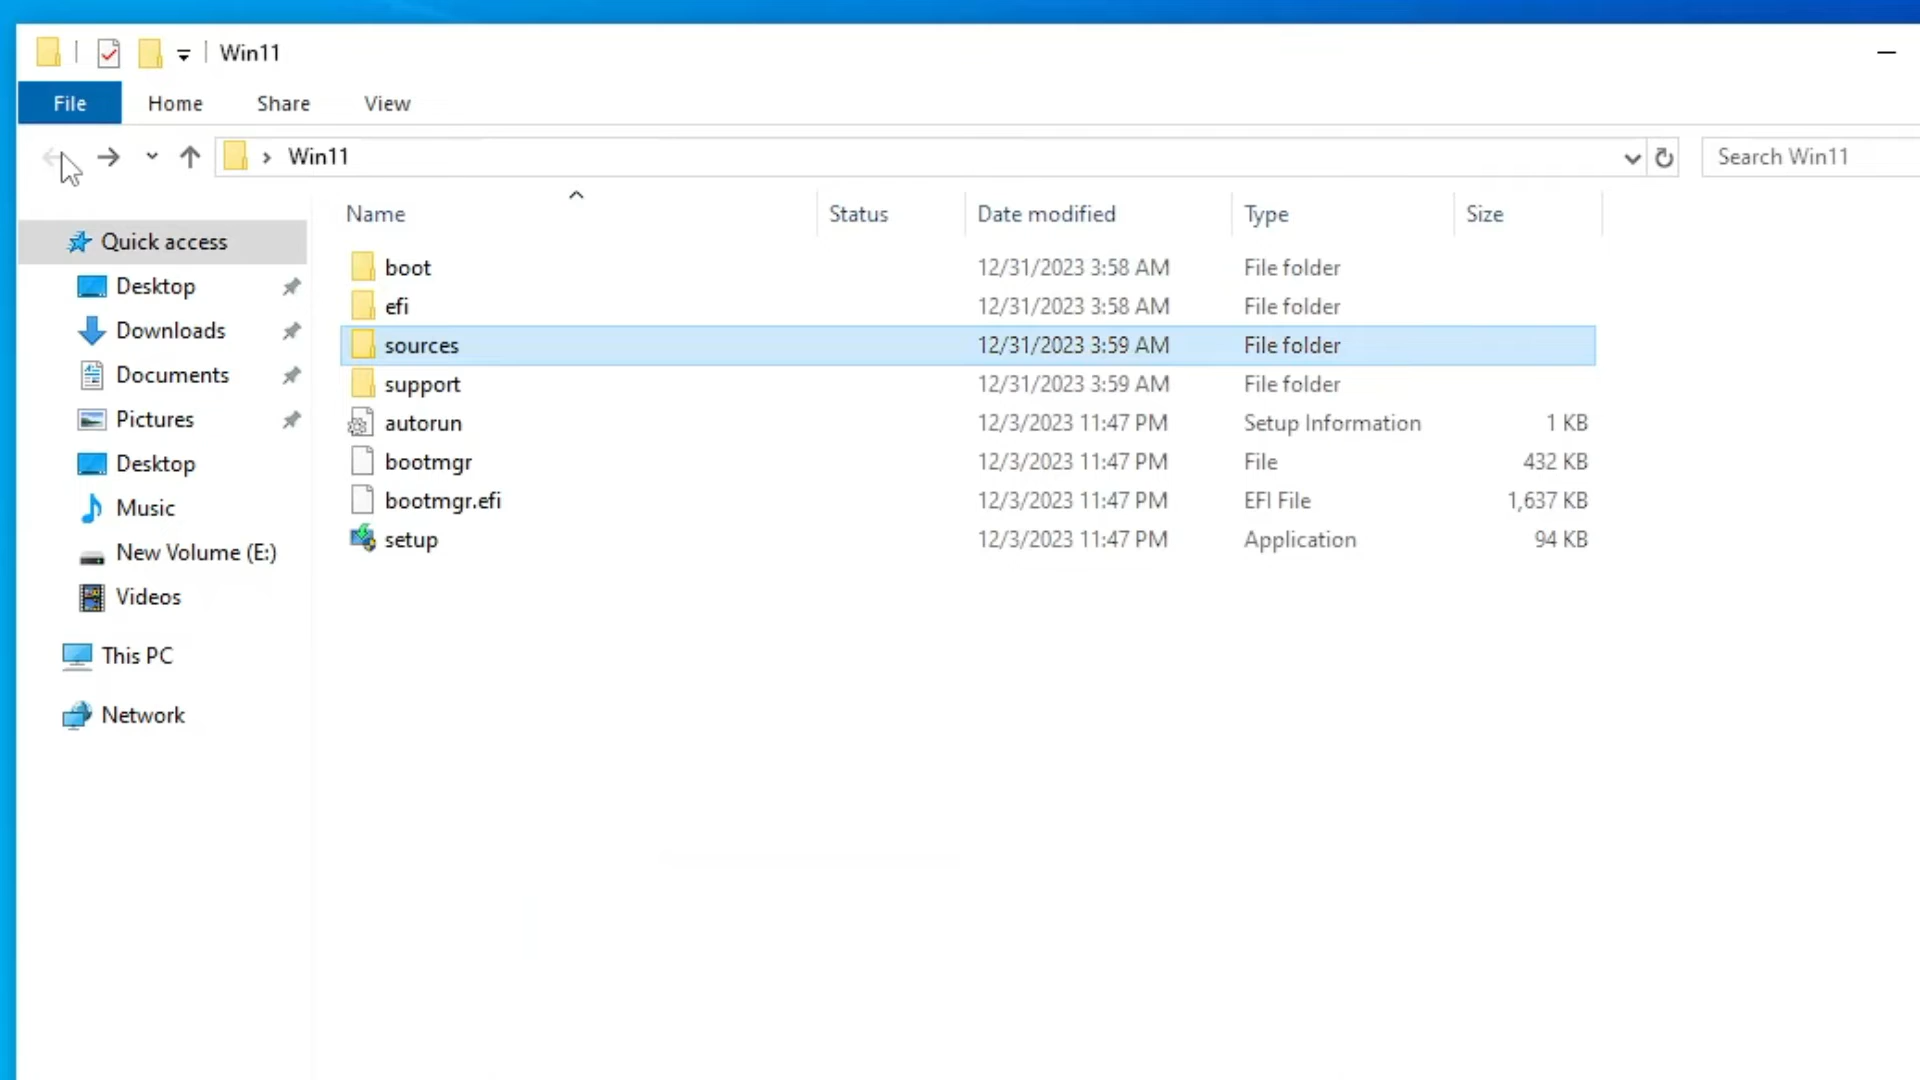 Win11
File Home Share View
Win11
Search Win11
Name Status Date modified Type Size
Quick access
Desktop
Downloads
Documents
Pictures
Desktop
Music
New Volume (E:)
Videos
This PC
Network
boot 12/31/2023 3:58 AM File folder
efi 12/31/2023 3:58 AM File folder
sources 12/31/2023 3:59 AM File folder
support 12/31/2023 3:59 AM File folder
autorun 12/3/2023 11:47 PM Setup Information 1 KB
bootmgr 12/3/2023 11:47 PM File 432 KB
bootmgr.efi 12/3/2023 11:47 PM EFI File 1,637 KB
setup 12/3/2023 11:47 PM Application 94 KB